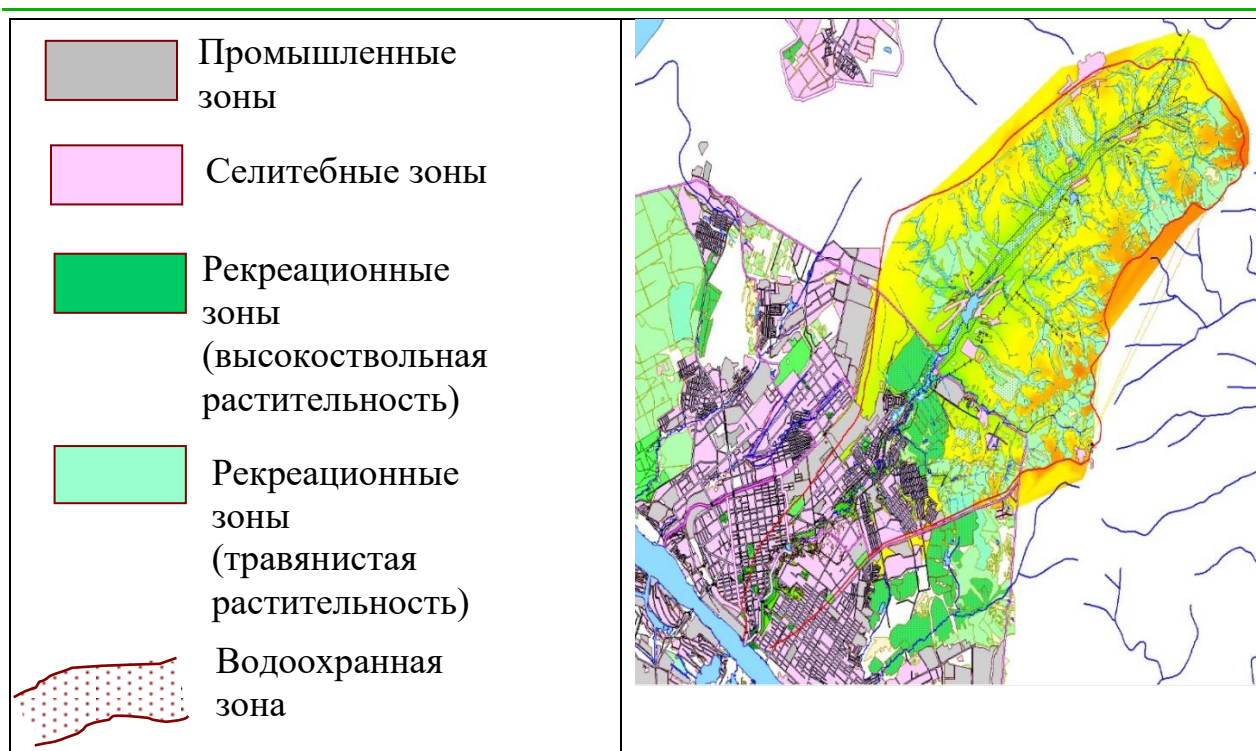 Промышленные
зоны
Селитебные зоны
Рекреационные
зоны
(высокоствольная
растительность)
Рекреационные
зоны
(травянистая
растительность)
Водоохранная
зона